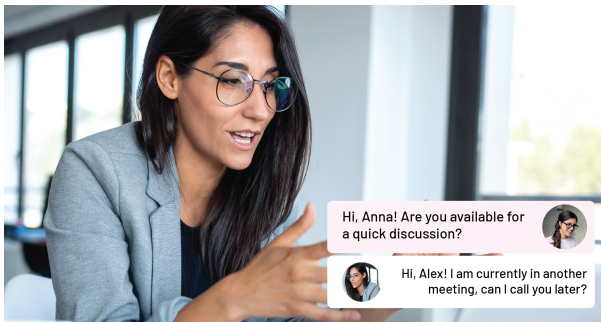 Hi, Anna! Are you available for
a quick discussion?
Hi, Alex! I am currently in another
meeting, can I call you later?